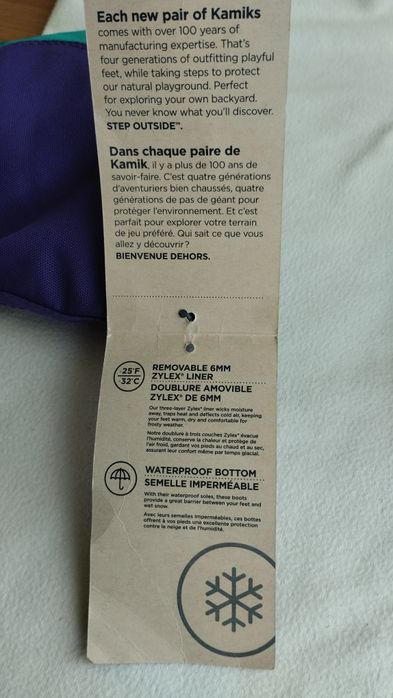 Each new pair of Kamiks
comes with over 100 years of
manufacturing expertise. That's
four generations of outfitting playful
feet, while taking steps to protect
our natural playground. Perfect
for exploring your own backyard.
You never know what you'll discover.
STEP OUTSIDE™.
Dans chaque paire de
Kamik, il y a plus de 100 ans de
savoir-faire. C'est quatre générations
d'aventuriers bien chaussés, quatre
générations de pas de géant pour
protéger l'environnement. Et c'est
parfait pour explorer votre terrain
de jeu préféré. Qui sait ce que vous
allez y découvrir?
BIENVENUE DEHORS.
25°F
32°C
REMOVABLE 6MM
ZYLEX® LINER
DOUBLURE AMOVIBLE
ZYLEX® DE 6MM
Our three-layer Zylex® liner wicks moisture
away, traps heat and deflects cold air, keeping
your feet warm, dry and comfortable for
frosty weather.
Notre doublure à trois couches Zylex® évacue
l'humidité, conserve la chaleur et protège de
l'air froid, gardant vos pieds au chaud et au sec,
assurant leur confort même par temps glacial.
WATERPROOF BOTTOM
SEMELLE IMPERMÉABLE
With their waterproof soles, these boots
provide a great barrier between your feet and
wet snow.
Avec leurs semelles imperméables, ces bottes
offrent à vos pieds une excellente protection
contre la neige et de l'humidité.